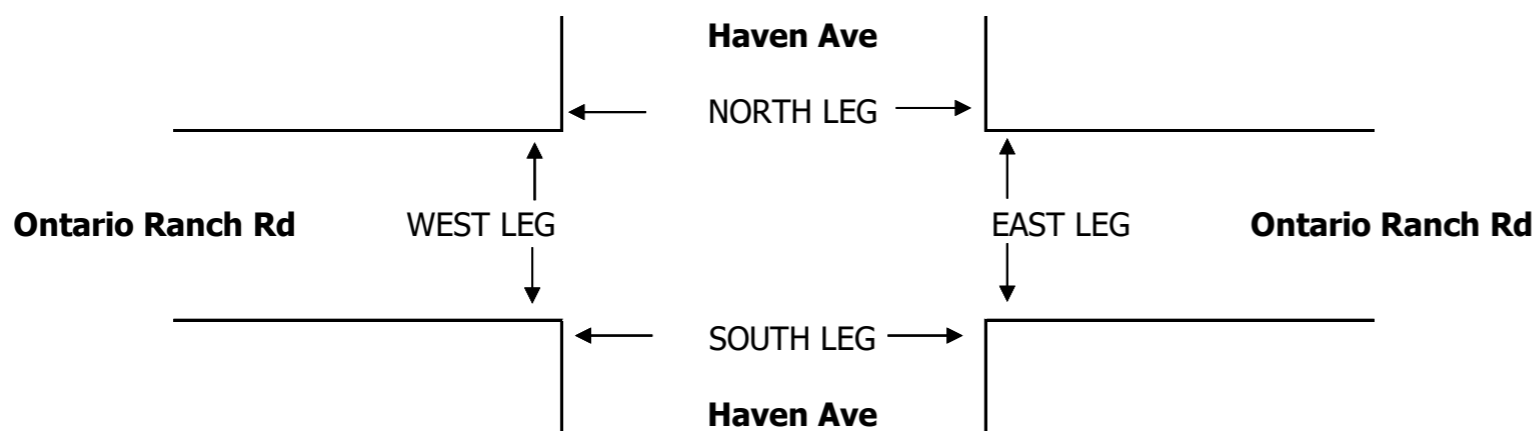 Haven Ave
NORTH LEG
Ontario Ranch Rd WEST LEG EAST LEG Ontario Ranch Rd
SOUTH LEG
Haven Ave